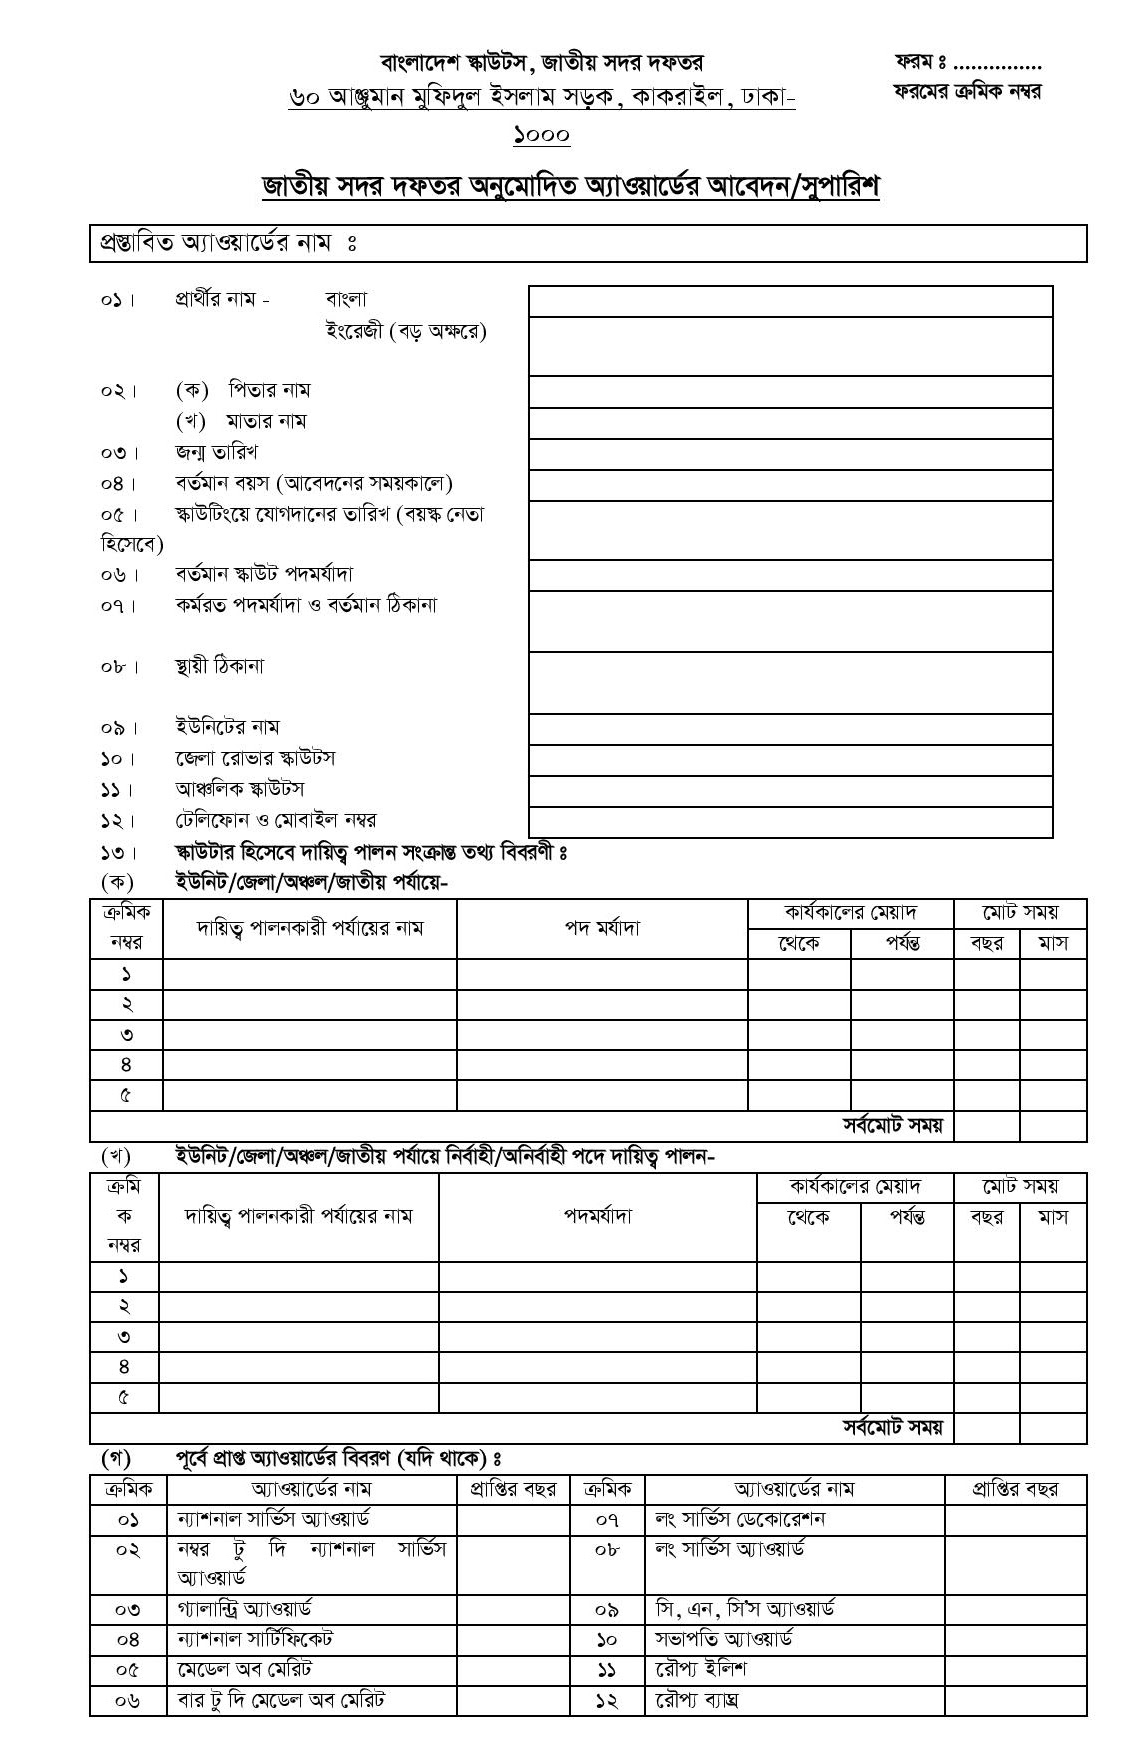 বাংলাদেশ স্কাউটস, জাতীয় সদর দফতর
ফরম ঃ ...............
৬০ আঞ্জুমান মুফিদুল ইসলাম সড়ক, কাকরাইল, ঢাকা-
ফরমের ক্রমিক নম্বর
১০০০
জাতীয় সদর দফতর অনুমোদিত অ্যাওয়ার্ডের আবেদন/সুপারিশ
প্রস্তাবিত অ্যাওয়ার্ডের নাম ঃ
০১। প্রার্থীর নাম - বাংলা
ইংরেজী (বড় অক্ষরে)
০২। (ক) পিতার নাম
(খ) মাতার নাম
০৩। জন্ম তারিখ
০৪। বর্তমান বয়স (আবেদনের সময়কালে)
০৫। স্কাউটিংয়ে যোগদানের তারিখ (বয়স্ক নেতা
হিসেবে)
০৬। বর্তমান স্কাউট পদমর্যাদা
০৭। কর্মরত পদমর্যাদা ও বর্তমান ঠিকানা
০৮। স্থায়ী ঠিকানা
০৯। ইউনিটের নাম
১০। জেলা রোভার স্কাউটস
১১। আঞ্চলিক স্কাউটস
১২। টেলিফোন ও মোবাইল নম্বর
১৩। স্কাউটার হিসেবে দায়িত্ব পালন সংক্রান্ত তথ্য বিবরণী ঃ
(ক) ইউনিট/জেলা/অঞ্চল/জাতীয় পর্যায়ে-
ক্রমিক নম্বর দায়িত্ব পালনকারী পর্যায়ের নাম পদ মর্যাদা কার্যকালের মেয়াদ মোট সময়
থেকে পর্যন্ত বছর মাস
১
২
৩
৪
৫
সর্বমোট সময়
(খ) ইউনিট/জেলা/অঞ্চল/জাতীয় পর্যায়ে নির্বাহী/অনির্বাহী পদে দায়িত্ব পালন-
ক্রমি কার্যকালের মেয়াদ মোট সময়
ক দায়িত্ব পালনকারী পর্যায়ের নাম পদমর্যাদা থেকে পর্যন্ত বছর মাস
নম্বর
১
২
৩
৪
৫
সর্বমোট সময়
(গ) পূর্বে প্রাপ্ত অ্যাওয়ার্ডের বিবরণ (যদি থাকে) ঃ
ক্রমিক অ্যাওয়ার্ডের নাম প্রাপ্তির বছর ক্রমিক অ্যাওয়ার্ডের নাম প্রাপ্তির বছর
০১ ন্যাশনাল সার্ভিস অ্যাওয়ার্ড ০৭ লং সার্ভিস ডেকোরেশন
০২ নম্বর টু দি ন্যাশনাল সার্ভিস ০৮ লং সার্ভিস অ্যাওয়ার্ড
অ্যাওয়ার্ড
০৩ গ্যালান্ট্রি অ্যাওয়ার্ড ০৯ সি, এন, সি'স অ্যাওয়ার্ড
০৪ ন্যাশনাল সার্টিফিকেট ১০ সভাপতি অ্যাওয়ার্ড
০৫ মেডেল অব মেরিট ১১ রৌপ্য ইলিশ
০৬ বার টু দি মেডেল অব মেরিট ১২ রৌপ্য ব্যাঘ্র